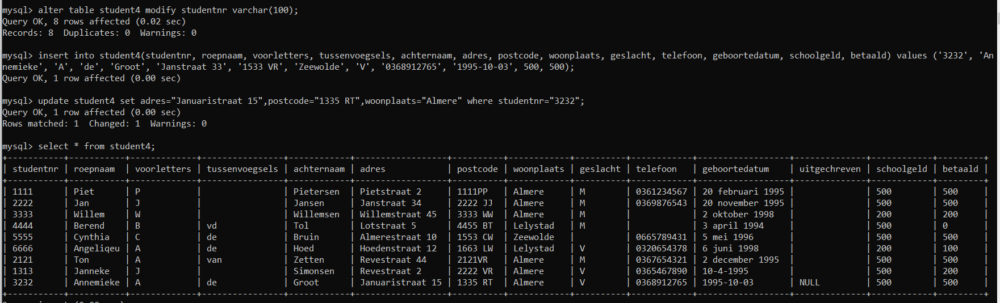 mysql> alter table student4 modify studentnr varchar(100);
Query OK, 8 rows affected (0.02 sec)
Records: 8  Duplicates: 0  Warnings: 0
mysql> insert into student4(studentnr, roepnaam, voorletters, tussenvoegsels, achternaam, adres, postcode, woonplaats, geslacht, telefoon, geboortedatum, schoolgeld, betaald) values ('3232', 'An
nemieke', 'A', 'de', 'Groot', 'Janstraat 33', '1533 VR', 'Zeewolde', 'V', '0368912765', '1995-10-03', 500, 500);
Query OK, 1 row affected (0.00 sec)
mysql> update student4 set adres="Januaristraat 15",postcode="1335 RT",woonplaats="Almere" where studentnr="3232";
Query OK, 1 row affected (0.00 sec)
Rows matched: 1  Changed: 1  Warnings: 0
mysql> select * from student4;
| studentnr | roepnaam  | voorletters | tussenvoegsels | achternaam | adres            | postcode | woonplaats | geslacht | telefoon   | geboortedatum    | uitgechreven | schoolgeld | betaald |
| 1111      | Piet      | P           |                | Pietersen  | Pietstraat 2     | 1111PP   | Almere     | M        | 0361234567 | 20 februari 1995 |              | 500        | 500     |
| 2222      | Jan       | J           |                | Jansen     | Janstraat 34     | 2222 JJ  | Almere     | M        | 0369876543 | 20 november 1995 |              | 500        | 500     |
| 3333      | Willem    | W           |                | Willemsen  | Willemstraat 45  | 3333 WW  | Almere     | M        |            | 2 oktober 1998   |              | 200        | 200     |
| 4444      | Berend    | B           | vd             | Tol        | Lotstraat 5      | 4455 BT  | Lelystad   | M        |            | 3 april 1994     |              | 500        | 0       |
| 5555      | Cynthia   | C           | de             | Bruin      | Almerestraat 10  | 1553 CW  | Zeewolde   |          | 0665789431 | 5 mei 1996       |              | 500        | 500     |
| 6666      | Angeliqeu | A           | de             | Hoed       | Hoedenstraat 12  | 1663 LW  | Lelystad   | V        | 0320654378 | 6 juni 1998      |              | 200        | 100     |
| 2121      | Ton       | A           | van            | Zetten     | Revestraat 44    | 2121VR   | Almere     | M        | 0367654321 | 2 december 1995  |              | 500        | 500     |
| 1313      | Janneke   | J           |                | Simonsen   | Revestraat 2     | 2222 VR  | Almere     | V        | 0365467890 | 10-4-1995        |              | 500        | 200     |
| 3232      | Annemieke | A           | de             | Groot      | Januaristraat 15 | 1335 RT  | Almere     | V        | 0368912765 | 1995-10-03       | NULL         | 500        | 500     |